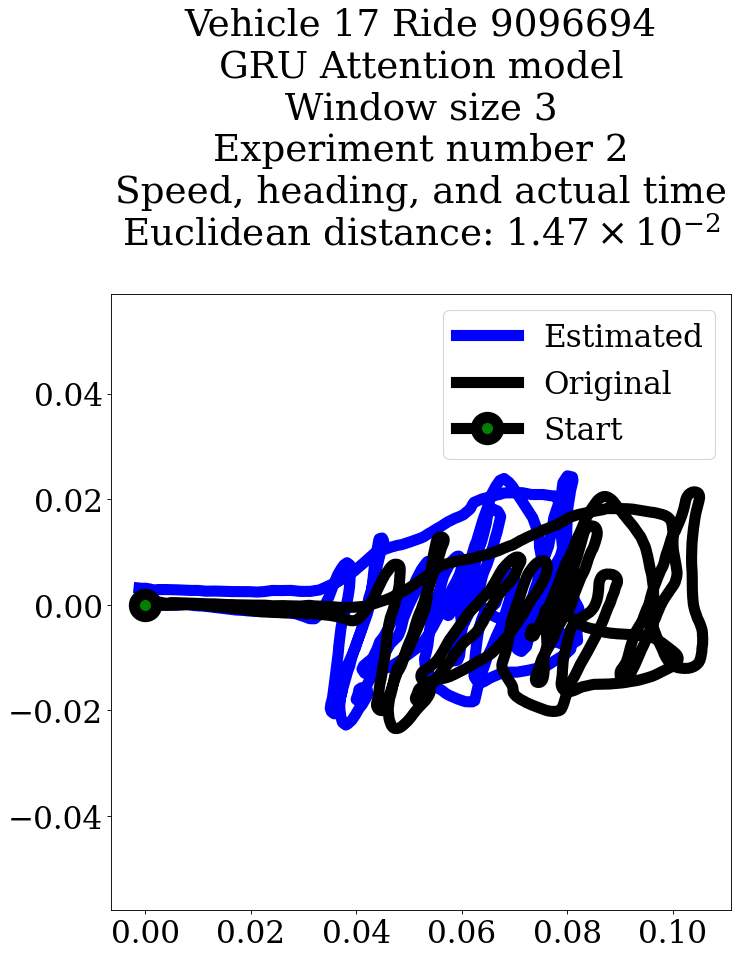 Vehicle 17 Ride 9096694
GRU Attention model
Window size 3
Experiment number 2
Speed, heading, and actual time
Euclidean distance: 1.47 × 10⁻²
Estimated
Original
Start
0.04
0.02
0.00
−0.02
−0.04
0.00 0.02 0.04 0.06 0.08 0.10